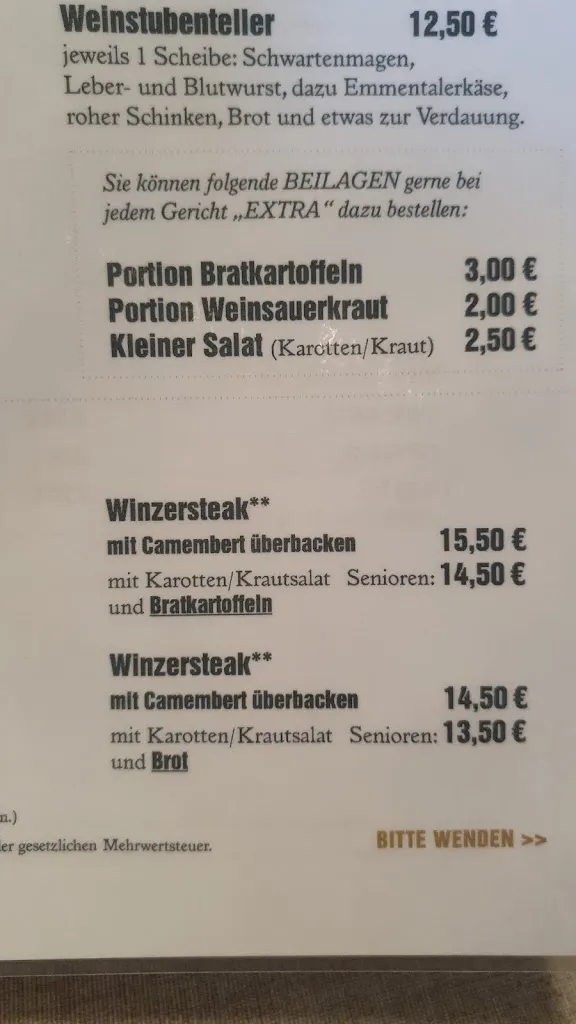 Weinstubenteller 12,50 €
jeweils 1 Scheibe: Schwartenmagen,
Leber- und Blutwurst, dazu Emmentalerkäse,
roher Schinken, Brot und etwas zur Verdauung.
Sie können folgende BEILAGEN gerne bei
jedem Gericht „EXTRA“ dazu bestellen:
Portion Bratkartoffeln 3,00 €
Portion Weinsauerkraut 2,00 €
Kleiner Salat (Karotten/Kraut) 2,50 €
Winzersteak**
mit Camembert überbacken 15,50 €
mit Karotten/Krautsalat Senioren: 14,50 €
und Bratkartoffeln
Winzersteak**
mit Camembert überbacken 14,50 €
mit Karotten/Krautsalat Senioren: 13,50 €
und Brot
n.)
er gesetzlichen Mehrwertsteuer.
BITTE WENDEN >>